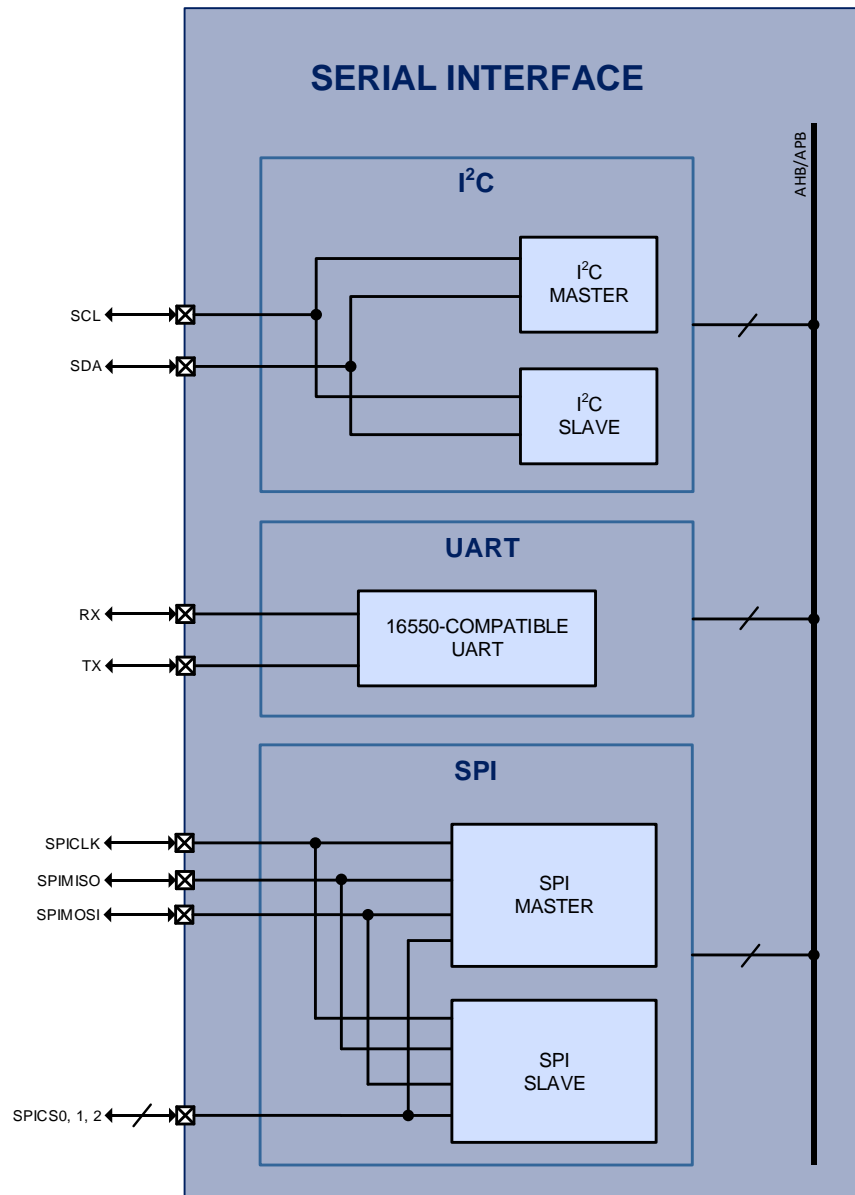 SERIAL INTERFACE
AHB/APB
I²C
I²C
MASTER
SCL
SDA
I²C
SLAVE
UART
RX
16550-COMPATIBLE
UART
TX
SPI
SPICLK
SPIMISO
SPIMOSI
SPI
MASTER
SPI
SLAVE
SPICS0, 1, 2